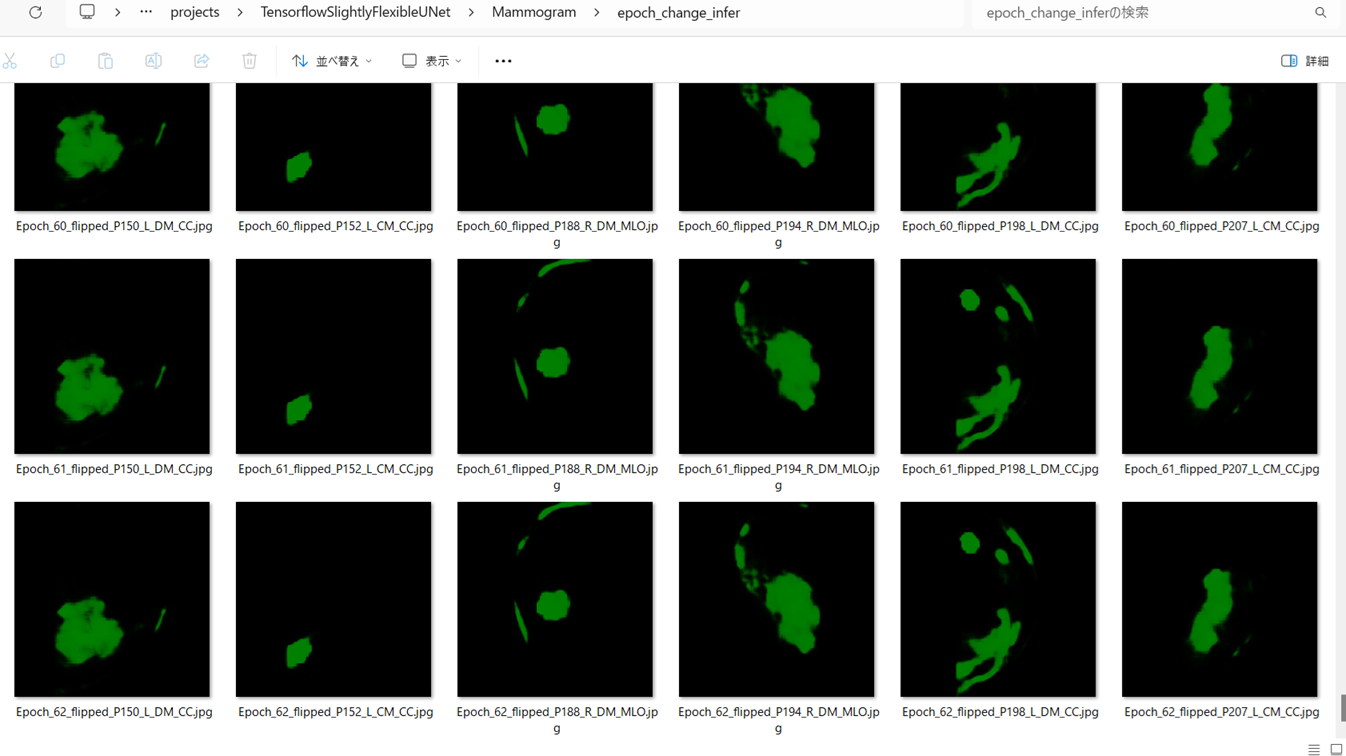 … projects > TensorflowSlightlyFlexibleUNet > Mammogram > epoch_change_infer
epoch_change_inferの検索
並べ替え
表示
詳細
Epoch_60_flipped_P150_L_DM_CC.jpg
Epoch_60_flipped_P152_L_CM_CC.jpg
Epoch_60_flipped_P188_R_DM_MLO.jp
g
Epoch_60_flipped_P194_R_DM_MLO.jp
g
Epoch_60_flipped_P198_L_DM_CC.jpg
Epoch_60_flipped_P207_L_CM_CC.jpg
Epoch_61_flipped_P150_L_DM_CC.jpg
Epoch_61_flipped_P152_L_CM_CC.jpg
Epoch_61_flipped_P188_R_DM_MLO.jp
g
Epoch_61_flipped_P194_R_DM_MLO.jp
g
Epoch_61_flipped_P198_L_DM_CC.jpg
Epoch_61_flipped_P207_L_CM_CC.jpg
Epoch_62_flipped_P150_L_DM_CC.jpg
Epoch_62_flipped_P152_L_CM_CC.jpg
Epoch_62_flipped_P188_R_DM_MLO.jp
g
Epoch_62_flipped_P194_R_DM_MLO.jp
g
Epoch_62_flipped_P198_L_DM_CC.jpg
Epoch_62_flipped_P207_L_CM_CC.jpg